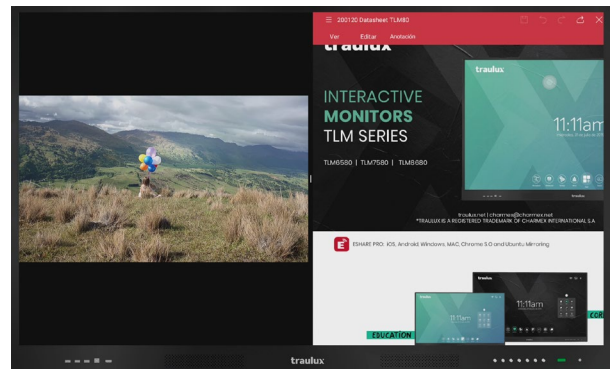 280120 Datasheet TLM80
Ver Editar Anotación
traulux
traulux
INTERACTIVE
MONITORS
TLM SERIES
11:11am
TLM6580 | TLM7580 | TLM8680
traulux.net | charmex@charmex.net
*TRAULUX IS A REGISTERED TRADEMARK OF CHARMEX INTERNATIONAL S.A
ESHARE PRO: iOS, Android, Windows, MAC, Chrome S.O and Ubuntu Mirroring.
traulux
11:11am
11:11am
EDUCATION
COR
traulux